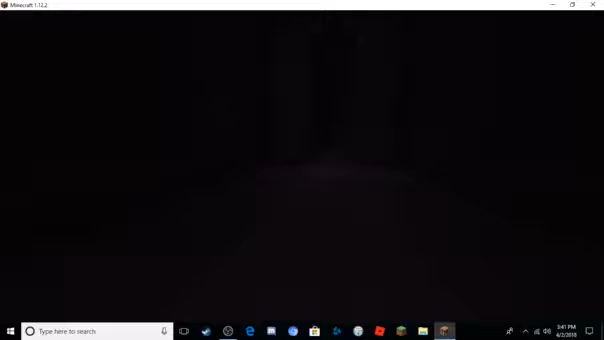 Minecraft 1.12.2
Type here to search
3:41 PM
4/2/2018